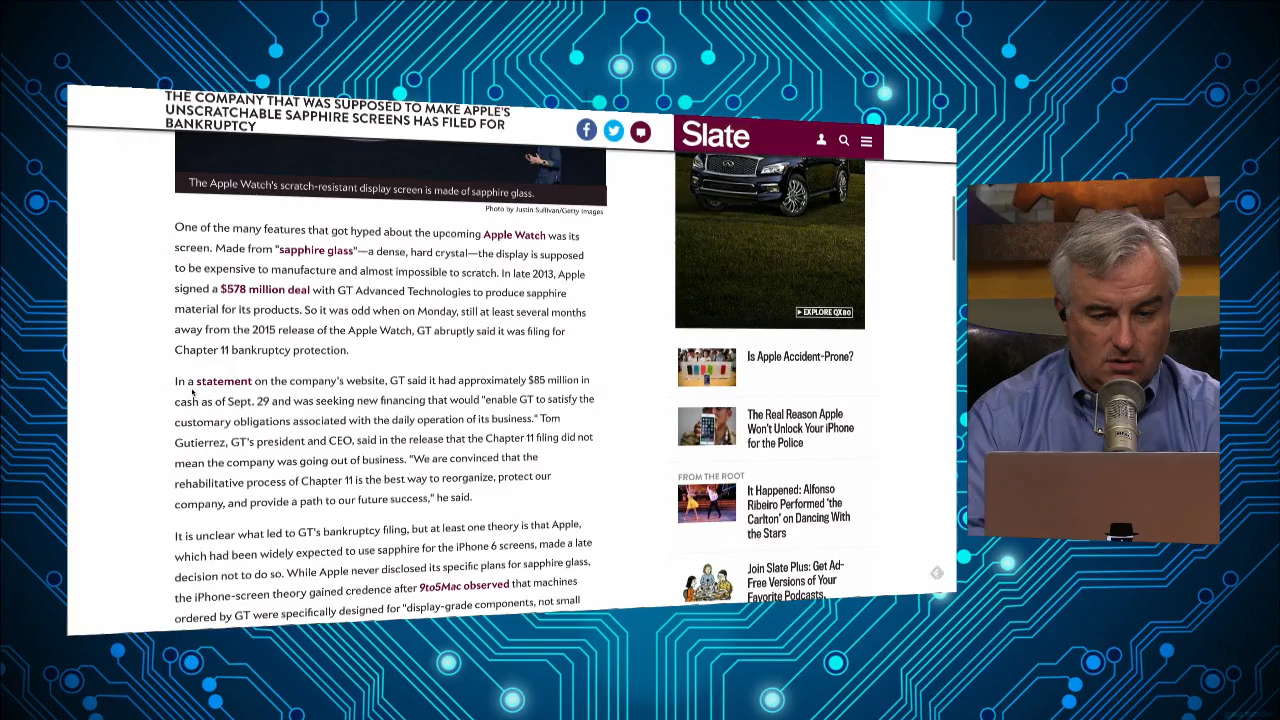 THE COMPANY THAT WAS SUPPOSED TO MAKE APPLE'S
UNSCRATCHABLE SAPPHIRE SCREENS HAS FILED FOR
BANKRUPTCY
Slate
The Apple Watch's scratch-resistant display screen is made of sapphire glass.
Photo by Justin Sullivan/Getty Images
One of the many features that got hyped about the upcoming Apple Watch was its
screen. Made from "sapphire glass"—a dense, hard crystal—the display is supposed
to be expensive to manufacture and almost impossible to scratch. In late 2013, Apple
signed a $578 million deal with GT Advanced Technologies to produce sapphire
material for its products. So it was odd when on Monday, still at least several months
away from the 2015 release of the Apple Watch, GT abruptly said it was filing for
Chapter 11 bankruptcy protection.
In a statement on the company's website, GT said it had approximately $85 million in
cash as of Sept. 29 and was seeking new financing that would "enable GT to satisfy the
customary obligations associated with the daily operation of its business." Tom
Gutierrez, GT's president and CEO, said in the release that the Chapter 11 filing did not
mean the company was going out of business. "We are convinced that the
rehabilitative process of Chapter 11 is the best way to reorganize, protect our
company, and provide a path to our future success," he said.
It is unclear what led to GT's bankruptcy filing, but at least one theory is that Apple,
which had been widely expected to use sapphire for the iPhone 6 screens, made a late
decision not to do so. While Apple never disclosed its specific plans for sapphire glass,
the iPhone-screen theory gained credence after 9to5Mac observed that machines
ordered by GT were specifically designed for "display-grade components, not small
EXPLORE QX80
Is Apple Accident-Prone?
The Real Reason Apple
Won't Unlock Your iPhone
for the Police
FROM THE ROOT
It Happened: Alfonso
Ribeiro Performed 'the
Carlton' on Dancing With
the Stars
Join Slate Plus: Get Ad-
Free Versions of Your
Favorite Podcasts,